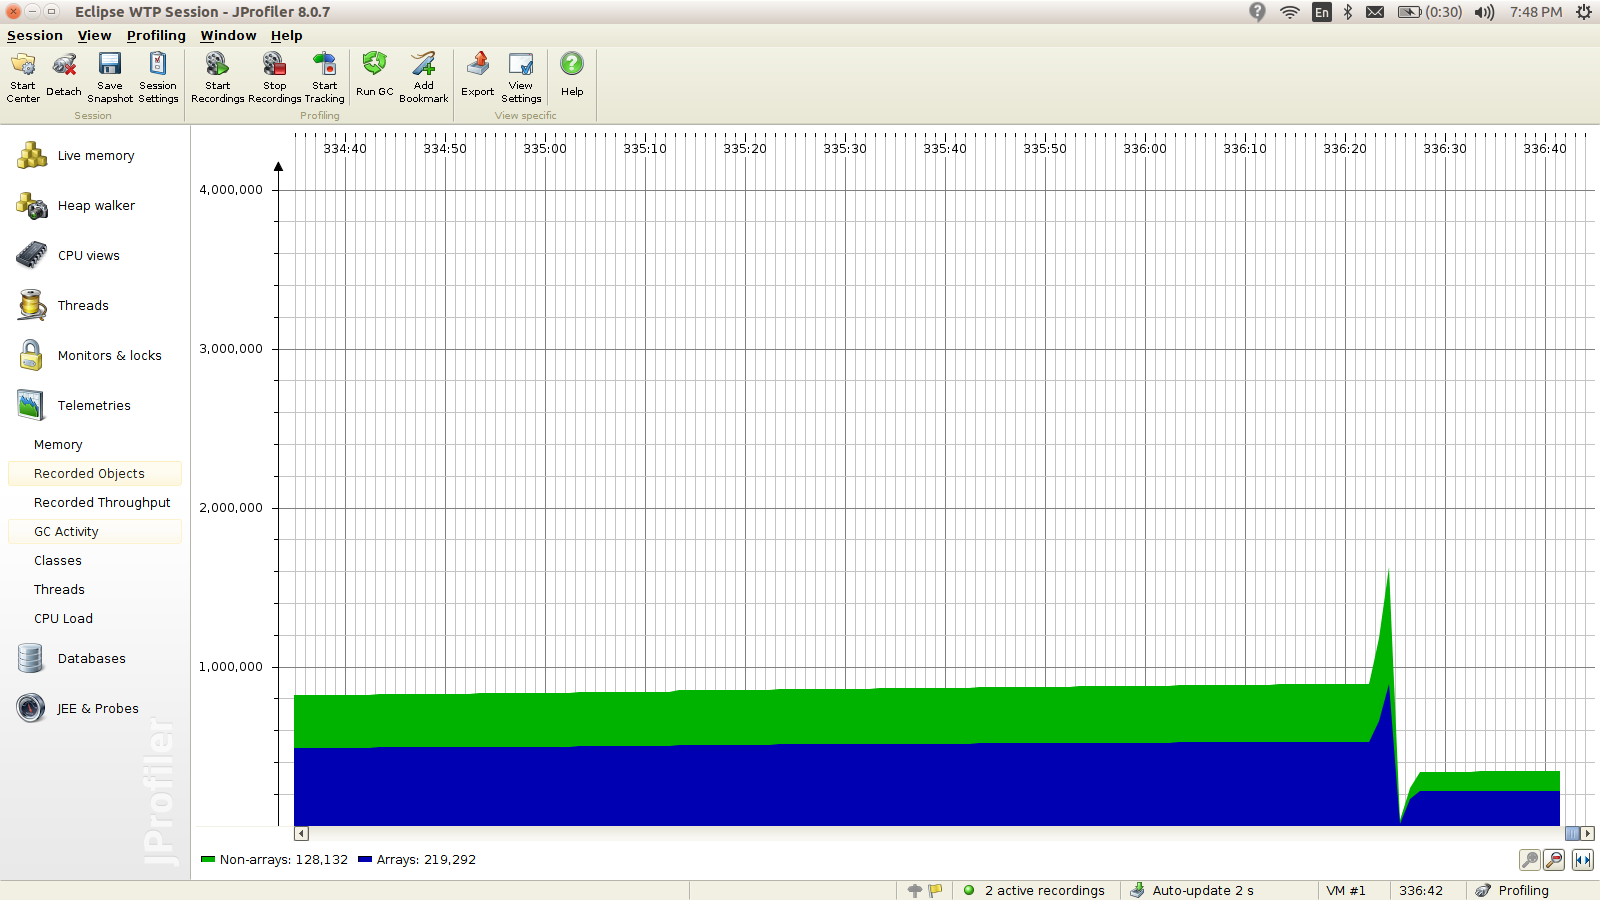 Eclipse WTP Session - JProfiler 8.0.7
? En (0:30) 7:48 PM
Session View Profiling Window Help
Start Center
Detach
Save Snapshot
Session Settings
Start Recordings
Stop Recordings
Start Tracking
Run GC
Add Bookmark
Export
View Settings
Help
Session
Profiling
View specific
Live memory
Heap walker
CPU views
Threads
Monitors & locks
Telemetries
Memory
Recorded Objects
Recorded Throughput
GC Activity
Classes
Threads
CPU Load
Databases
JEE & Probes
JProfiler
334:40 334:50 335:00 335:10 335:20 335:30 335:40 335:50 336:00 336:10 336:20 336:30 336:40
4,000,000
3,000,000
2,000,000
1,000,000
Non-arrays: 128,132 Arrays: 219,292
2 active recordings Auto-update 2 s VM #1 336:42 Profiling